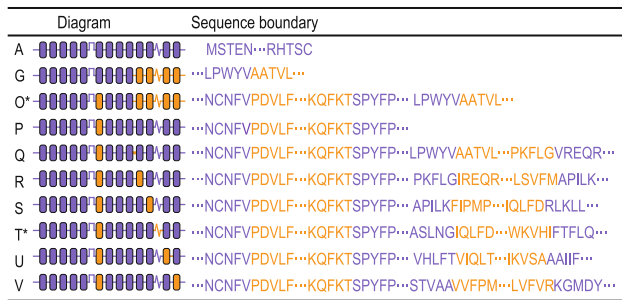 Diagram Sequence boundary
A MSTEN···RHTSC
G ···LPWYVAATVL···
O* ···NCNFVPDVLF···KQFKTSPYFP··· LPWYVAATVL···
P ···NCNFVPDVLF···KQFKTSPYFP···
Q ···NCNFVPDVLF···KQFKTSPYFP···LPWYVAATVL···PKFLGVREQR···
R ···NCNFVPDVLF···KQFKTSPYFP··· PKFLGIREQR···LSVFMAPILK···
S ···NCNFVPDVLF···KQFKTSPYFP··· APILKFIPMP···IQLFDRLKLL···
T* ···NCNFVPDVLF···KQFKTSPYFP···ASLNGIQLFD···WKVHIFTFLQ···
U ···NCNFVPDVLF···KQFKTSPYFP···VHLFTVIQLT···IKVSAAAIIF···
V ···NCNFVPDVLF···KQFKTSPYFP···STVAAVVFPM···LVFVRKGMDY···